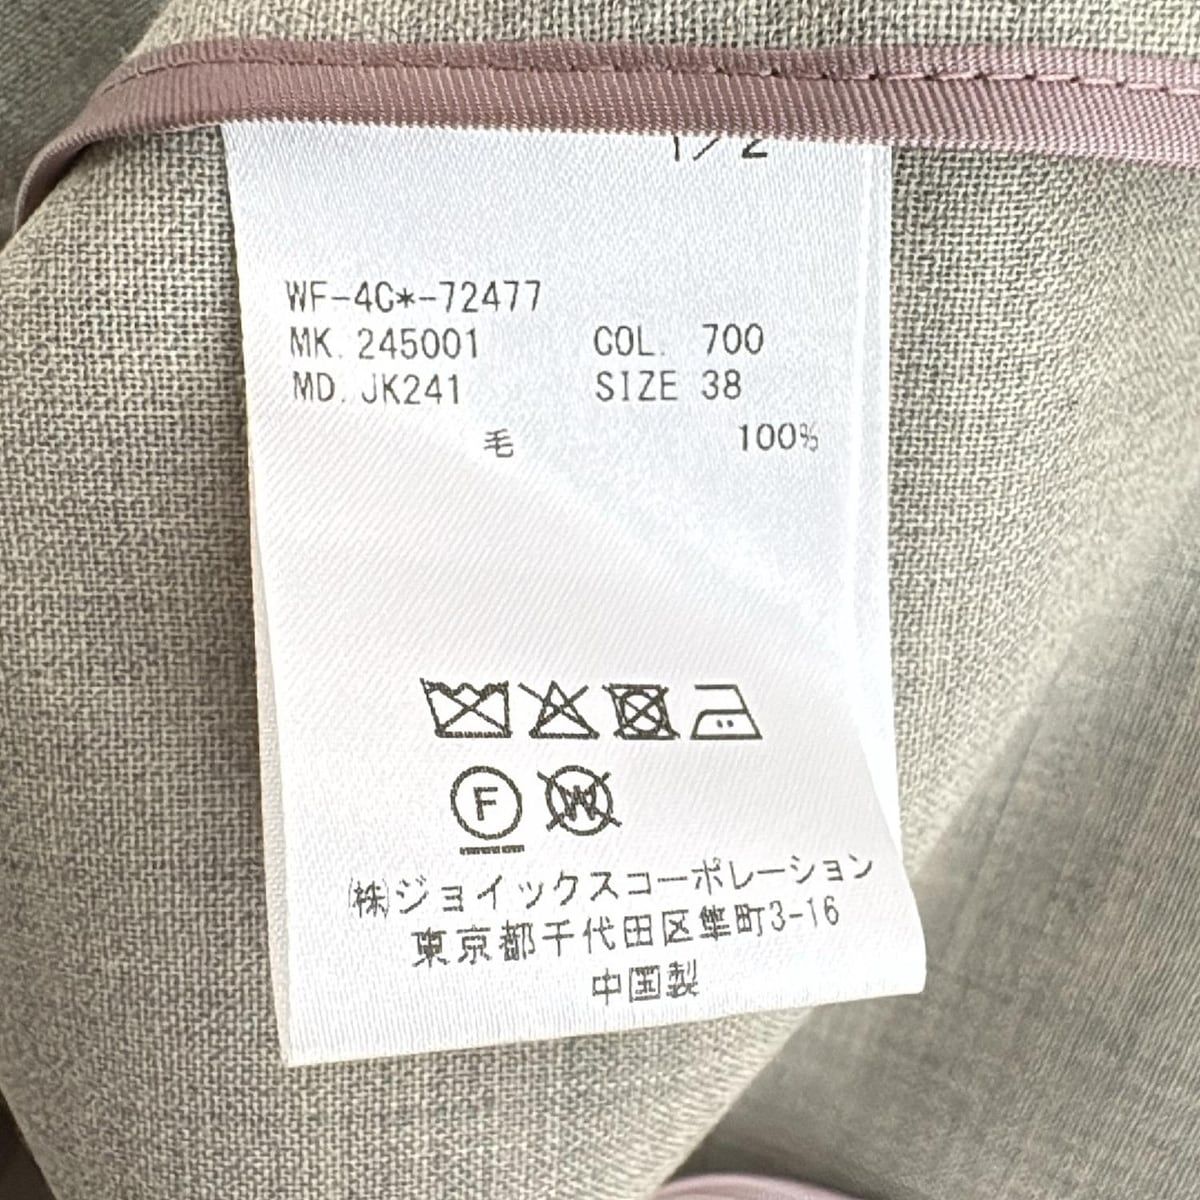 1/2
WF-4C*-72477
MK. 245001 COL. 700
MD. JK241 SIZE 38
毛 100%
F W
㈱ジョイックスコーポレーション
東京都千代田区隼町3-16
中国製